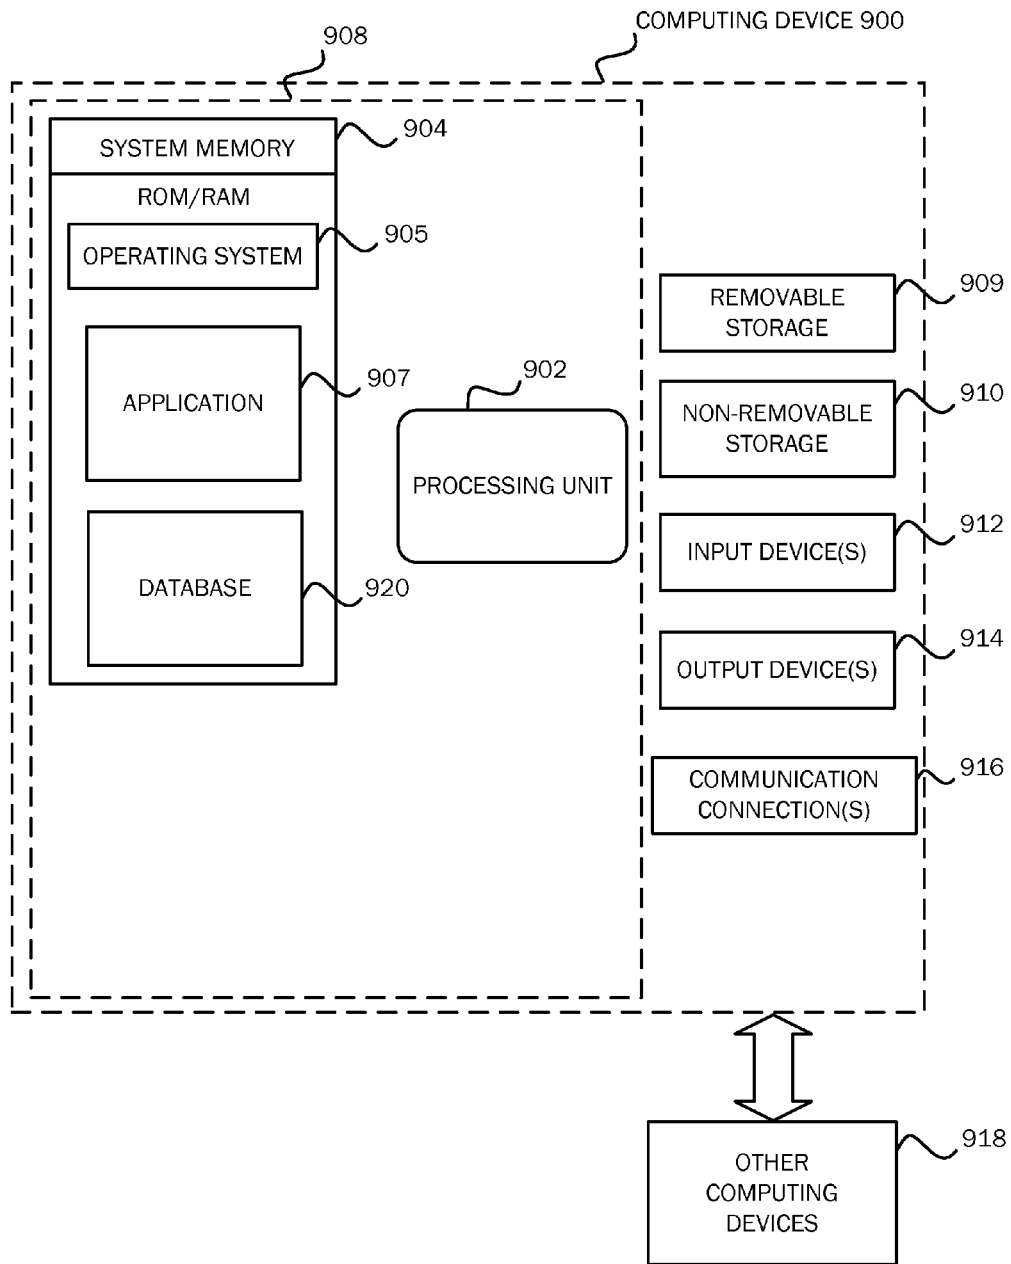 COMPUTING DEVICE 900
908
904
SYSTEM MEMORY
ROM/RAM
905
OPERATING SYSTEM
907
APPLICATION
920
DATABASE
902
PROCESSING UNIT
909
REMOVABLE
STORAGE
910
NON-REMOVABLE
STORAGE
912
INPUT DEVICE(S)
914
OUTPUT DEVICE(S)
916
COMMUNICATION
CONNECTION(S)
918
OTHER
COMPUTING
DEVICES